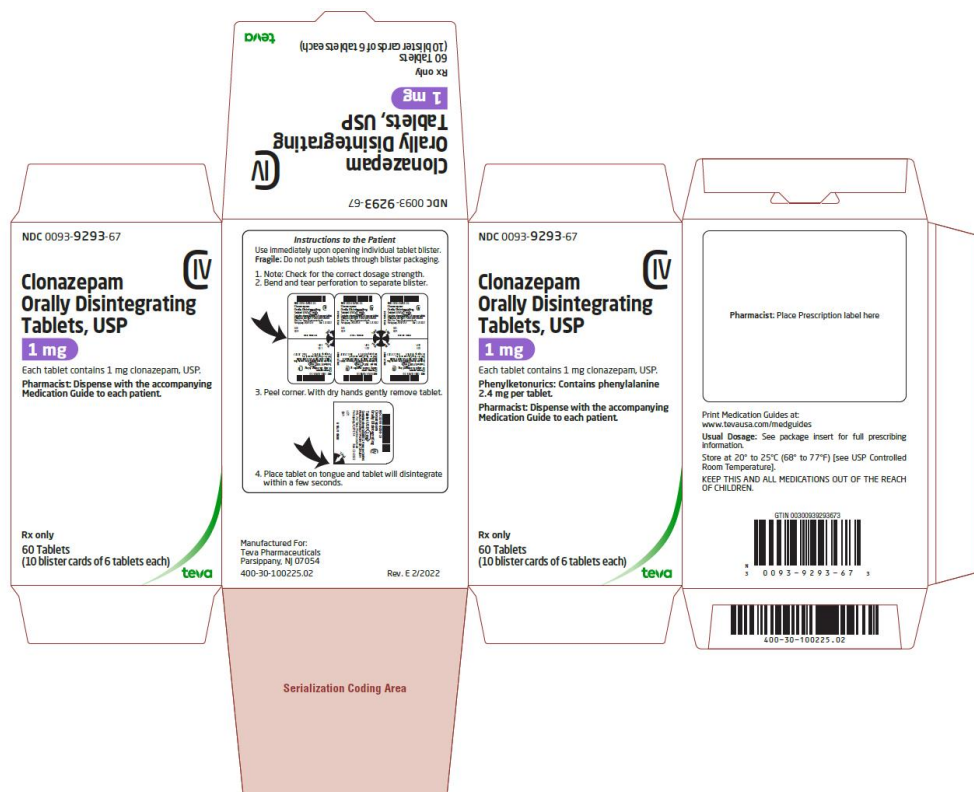 teva
(10 blister cards of 6 tablets each)
60 Tablets
Rx only
1 mg
Clonazepam
Orally Disintegrating
Tablets, USP
CIV
NDC 0093-9293-67
NDC 0093-9293-67
CIV
Clonazepam
Orally Disintegrating
Tablets, USP
1 mg
Each tablet contains 1 mg clonazepam, USP.
Pharmacist: Dispense with the accompanying
Medication Guide to each patient.
Rx only
60 Tablets
(10 blister cards of 6 tablets each)
teva
Instructions to the Patient
Use immediately upon opening individual tablet blister.
Fragile: Do not push tablets through blister packaging.
1. Note: Check for the correct dosage strength.
2. Bend and tear perforation to separate blister.
3. Peel corner. With dry hands gently remove tablet.
4. Place tablet on tongue and tablet will disintegrate
within a few seconds.
Manufactured For:
Teva Pharmaceuticals
Parsippany, NJ 07054
400-30-100225.02 Rev. E 2/2022
NDC 0093-9293-67
CIV
Clonazepam
Orally Disintegrating
Tablets, USP
1 mg
Each tablet contains 1 mg clonazepam, USP.
Phenylketonurics: Contains phenylalanine
2.4 mg per tablet.
Pharmacist: Dispense with the accompanying
Medication Guide to each patient.
Rx only
60 Tablets
(10 blister cards of 6 tablets each)
teva
Pharmacist: Place Prescription label here
Print Medication Guides at:
www.tevausa.com/medguides
Usual Dosage: See package insert for full prescribing
information.
Store at 20° to 25°C (68° to 77°F) [see USP Controlled
Room Temperature].
KEEP THIS AND ALL MEDICATIONS OUT OF THE REACH
OF CHILDREN.
GTIN 00300939293673
N
3 0093-9293-67 3
400-30-100225.02
Serialization Coding Area